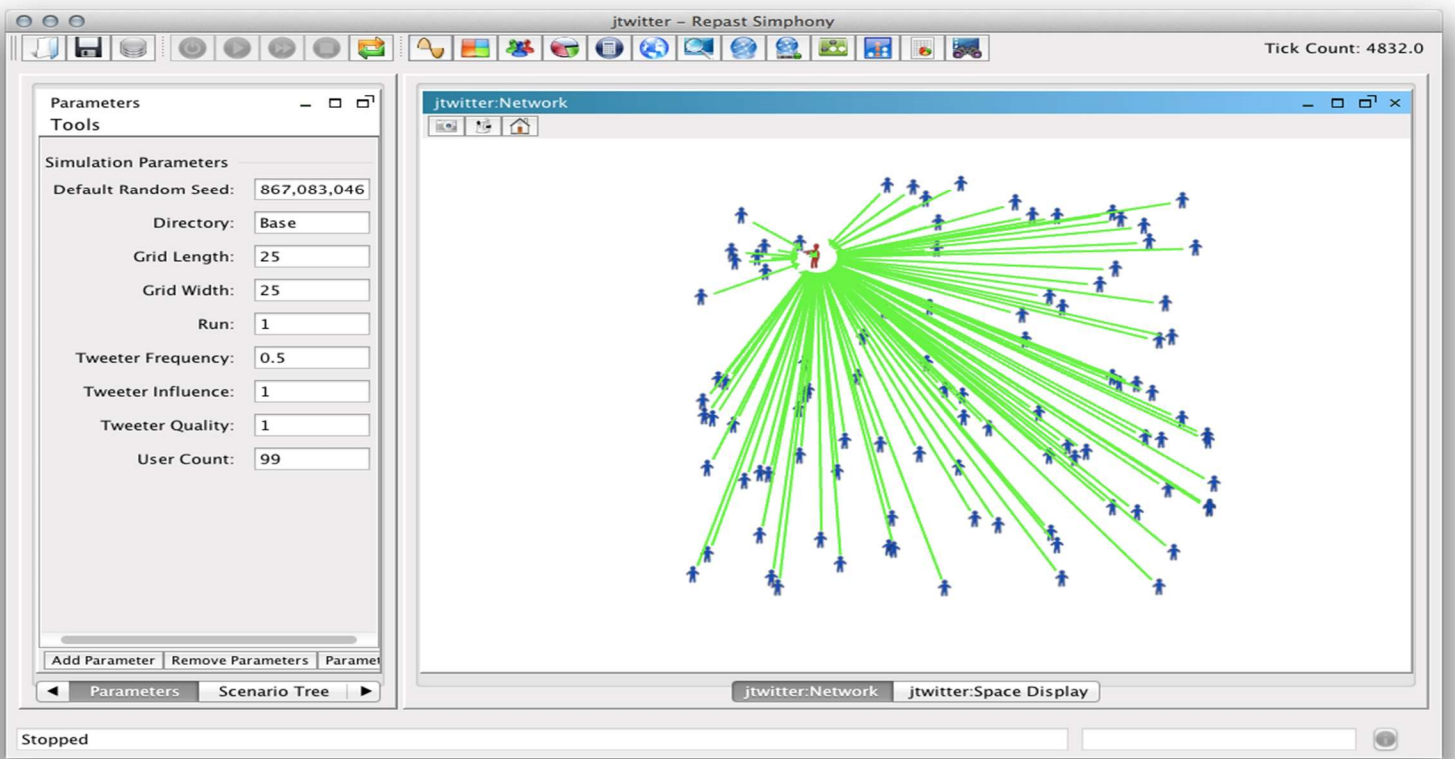 jtwitter – Repast Simphony
Tick Count: 4832.0
Parameters
Tools
Simulation Parameters
Default Random Seed: 867,083,046
Directory: Base
Grid Length: 25
Grid Width: 25
Run: 1
Tweeter Frequency: 0.5
Tweeter Influence: 1
Tweeter Quality: 1
User Count: 99
Add Parameter Remove Parameters Paramet
Parameters Scenario Tree
jtwitter:Network
jtwitter:Network jtwitter:Space Display
Stopped